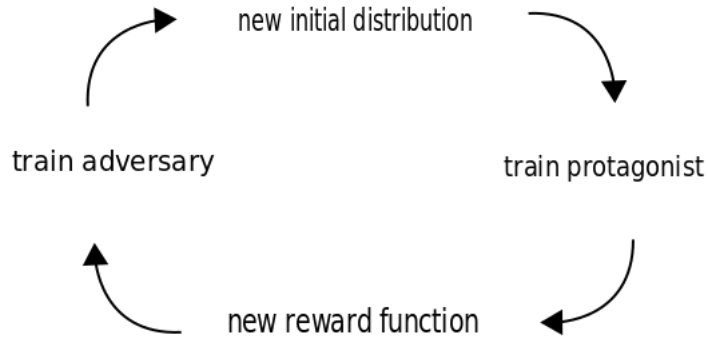 new initial distribution
train adversary
train protagonist
new reward function